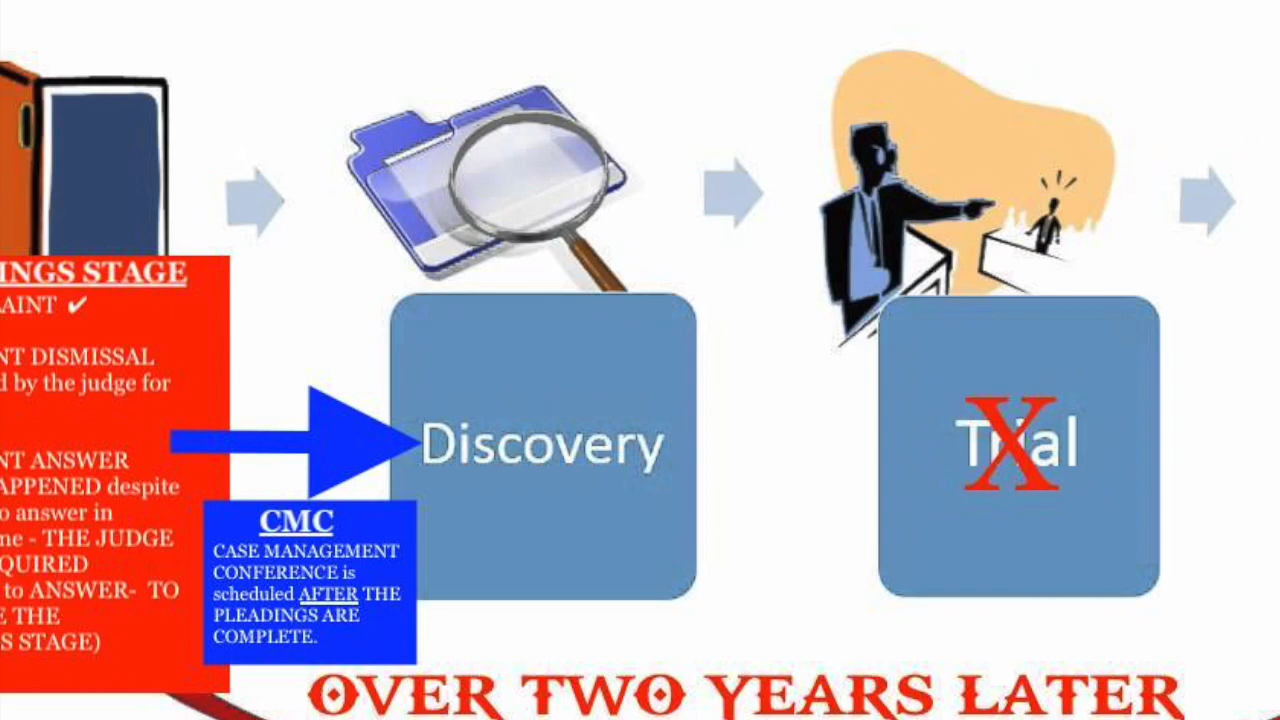 INGS STAGE
AINT ✔
NT DISMISSAL
d by the judge for
NT ANSWER
APPENED despite
o answer in
me - THE JUDGE
QUIRED
to ANSWER- TO
E THE
S STAGE)
CMC
CASE MANAGEMENT
CONFERENCE is
scheduled AFTER THE
PLEADINGS ARE
COMPLETE.
Discovery
Trial
X
OVER TWO YEARS LATER